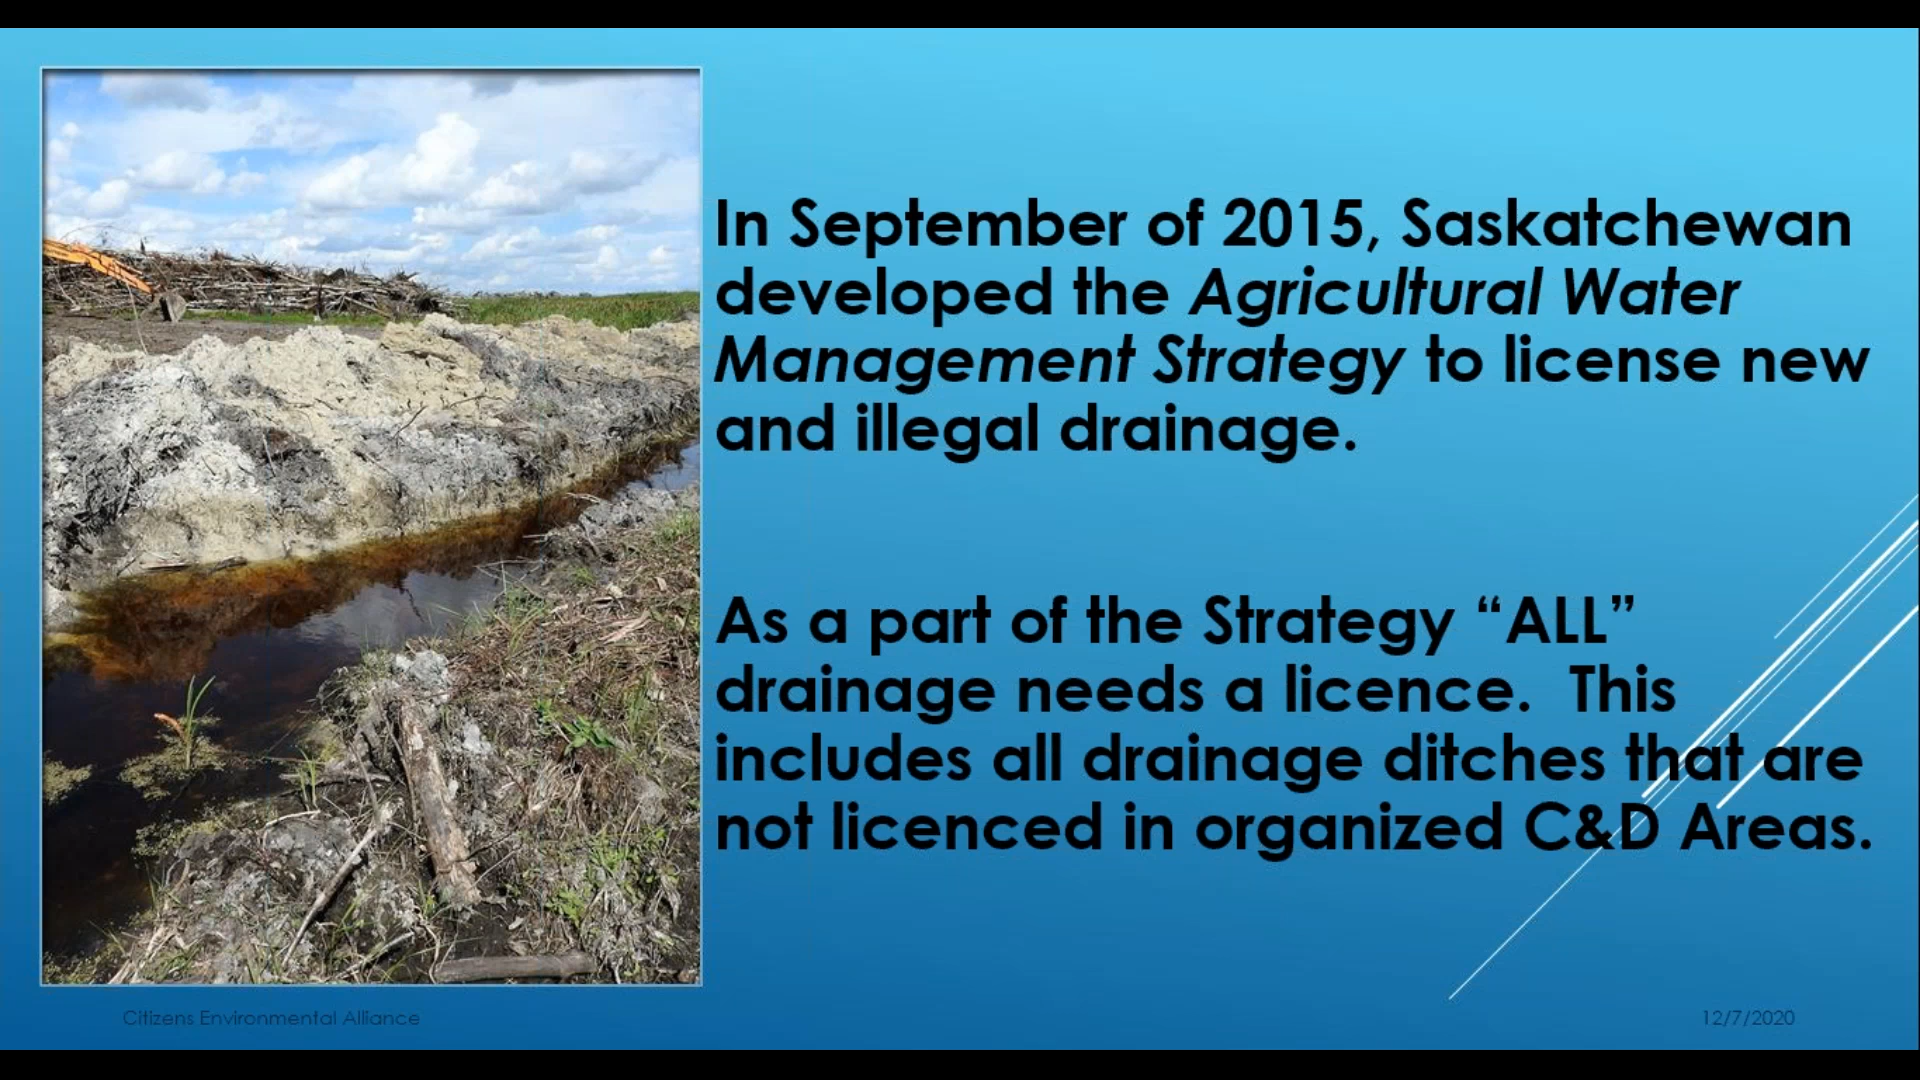 In September of 2015, Saskatchewan
developed the Agricultural Water
Management Strategy to license new
and illegal drainage.
As a part of the Strategy “ALL”
drainage needs a licence.  This
includes all drainage ditches that are
not licenced in organized C&D Areas.
Citizens Environmental Alliance
12/7/2020